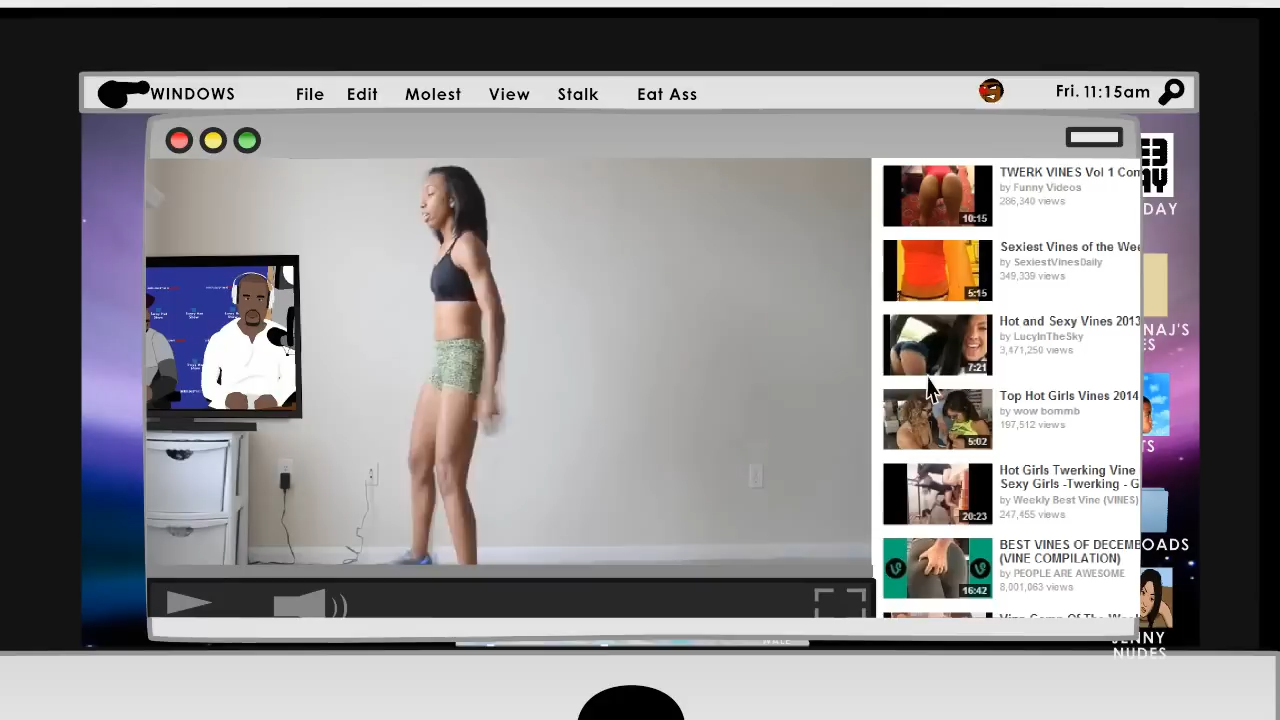 WINDOWS File Edit Molest View Stalk Eat Ass Fri. 11:15am
TWERK VINES Vol 1 Com
by Funny Videos
286,340 views
10:15
Sexiest Vines of the Wee
by SexiestVinesDaily
349,339 views
5:15
Hot and Sexy Vines 2013
by LucyInTheSky
3,471,250 views
7:21
Top Hot Girls Vines 2014
by wow bommb
197,512 views
5:02
Hot Girls Twerking Vine
Sexy Girls -Twerking - G
by Weekly Best Vine (VINES)
247,455 views
20:23
BEST VINES OF DECEMB
(VINE COMPILATION)
by PEOPLE ARE AWESOME
8,001,063 views
16:42
DAY
NAJ'S
ES
TS
OADS
JENNY
NUDES
WALE